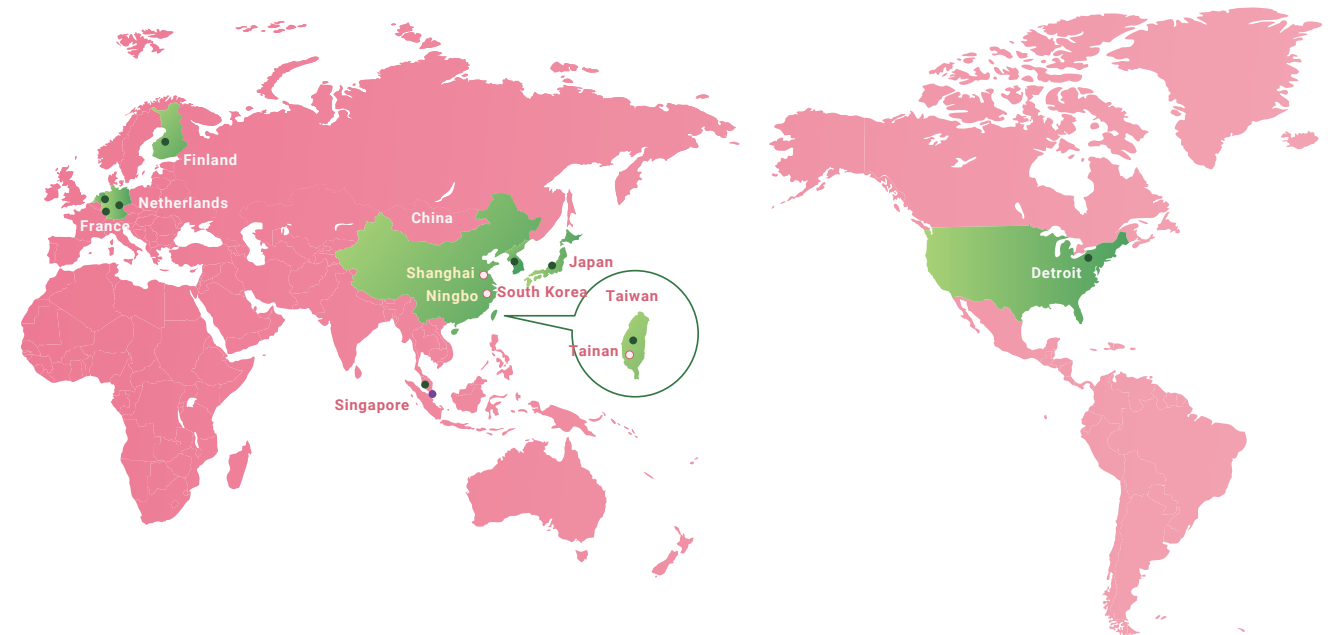 Finland
Netherlands
France
China
Detroit
Japan
Shanghai
South Korea
Ningbo
Taiwan
Tainan
Singapore